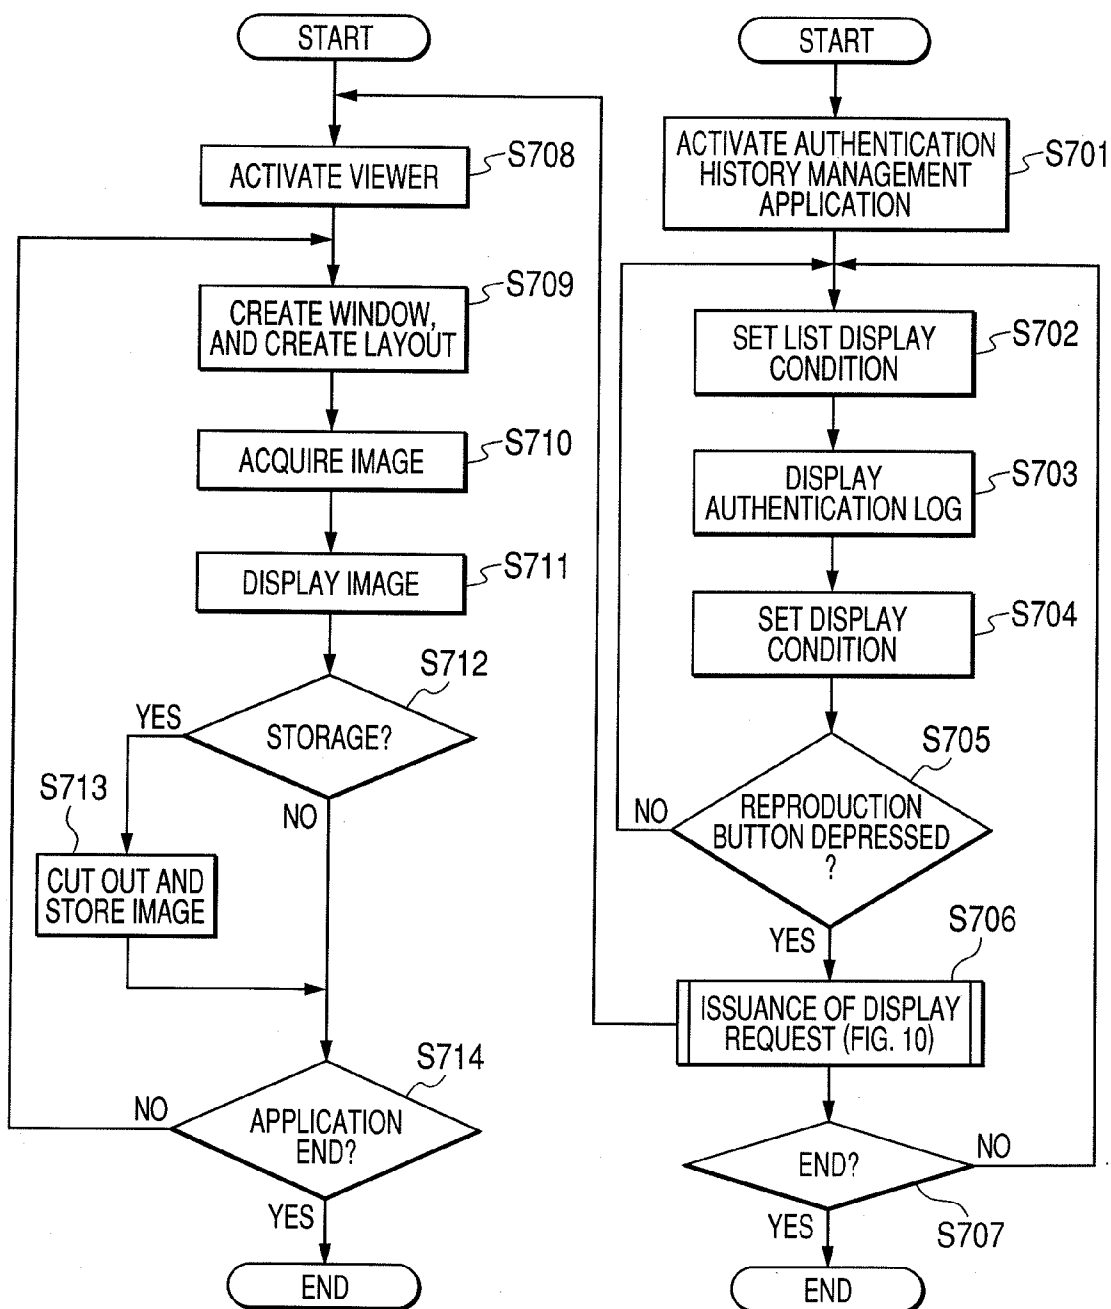 START
S708
ACTIVATE VIEWER
S709
CREATE WINDOW,
AND CREATE LAYOUT
S710
ACQUIRE IMAGE
S711
DISPLAY IMAGE
S712
STORAGE?
YES
NO
S713
CUT OUT AND
STORE IMAGE
S714
APPLICATION
END?
NO
YES
END
START
S701
ACTIVATE AUTHENTICATION
HISTORY MANAGEMENT
APPLICATION
S702
SET LIST DISPLAY
CONDITION
S703
DISPLAY
AUTHENTICATION LOG
S704
SET DISPLAY
CONDITION
S705
REPRODUCTION
BUTTON DEPRESSED
?
NO
YES
S706
ISSUANCE OF DISPLAY
REQUEST (FIG. 10)
END?
NO
S707
YES
END